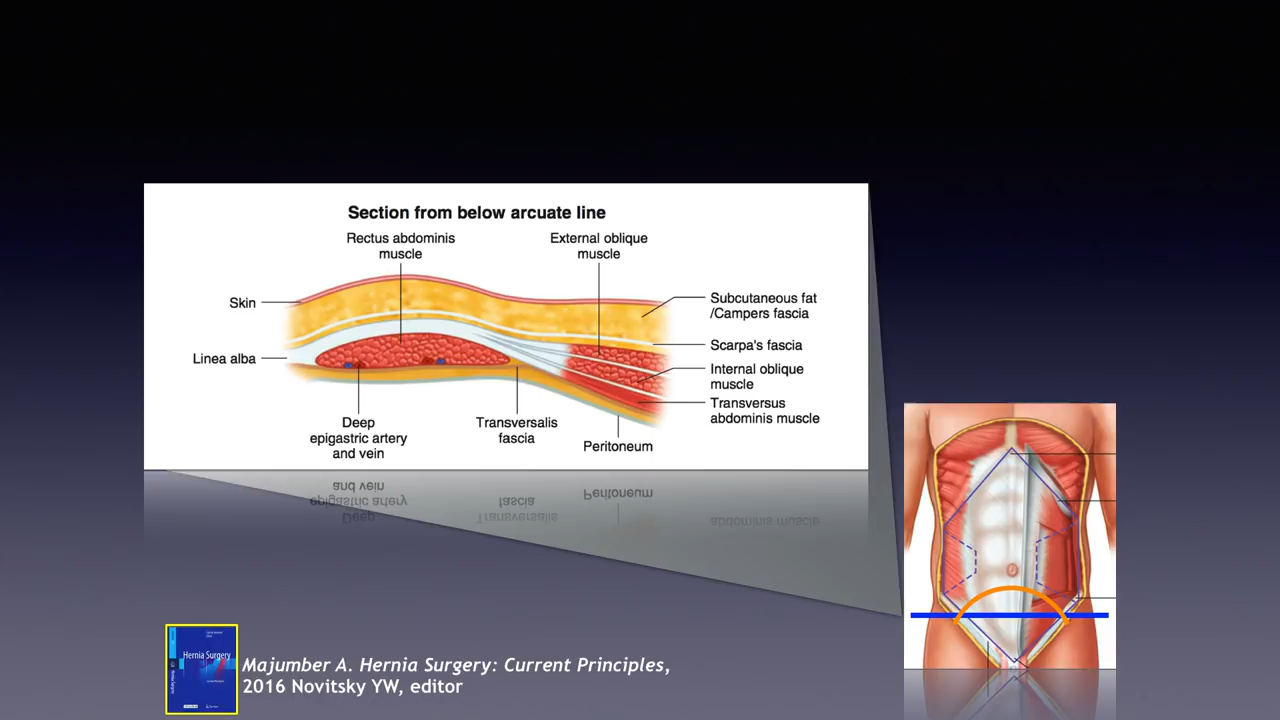 Section from below arcuate line
Rectus abdominis
muscle
External oblique
muscle
Skin
Subcutaneous fat
/Campers fascia
Scarpa's fascia
Linea alba
Internal oblique
muscle
Transversus
abdominis muscle
Deep
epigastric artery
and vein
Transversalis
fascia
Peritoneum
Hernia Surgery
Majumber A. Hernia Surgery: Current Principles,
2016 Novitsky YW, editor